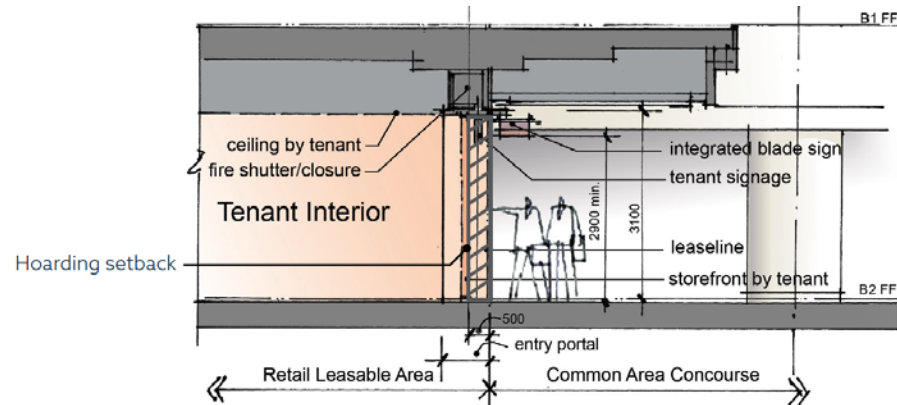 B1 FF
ceiling by tenant
fire shutter/closure
integrated blade sign
tenant signage
Tenant Interior
2900 min.
3100
Hoarding setback
leaseline
storefront by tenant
B2 FF
500
entry portal
Retail Leasable Area
Common Area Concourse